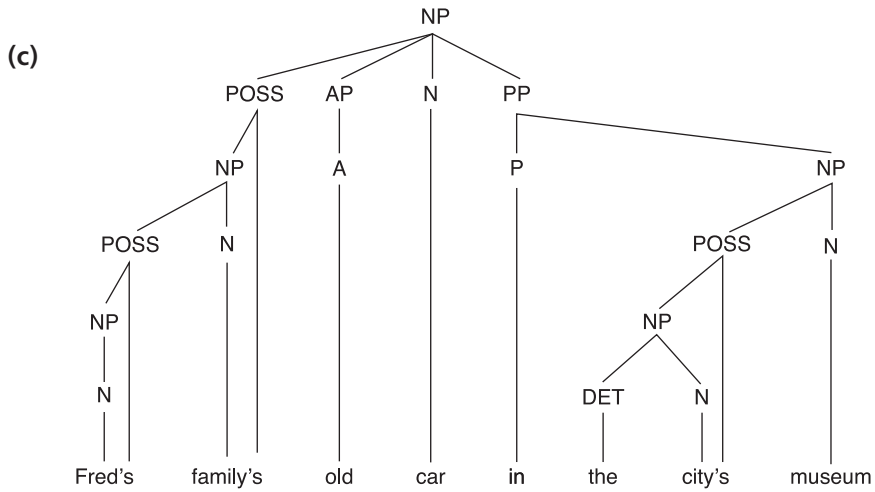 NP
(c)
POSS AP N PP
NP A P NP
POSS N POSS N
NP NP
N DET N
Fred's family's old car in the city's museum